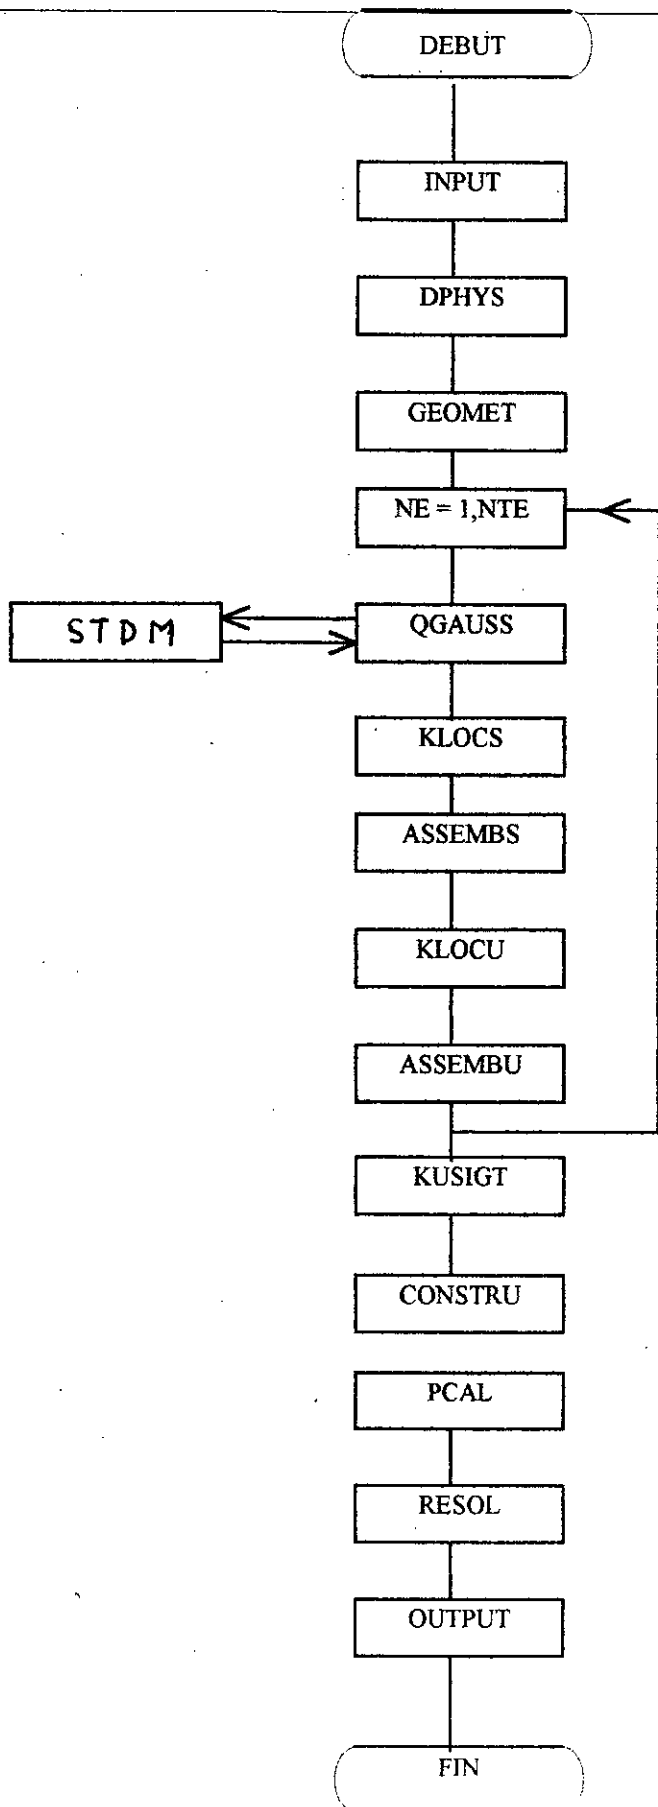 DEBUT
INPUT
DPHYS
GEOMET
NE = 1,NTE
STDM
QGAUSS
KLOCS
ASSEMBS
KLOCU
ASSEMBU
KUSIGT
CONSTRU
PCAL
RESOL
OUTPUT
FIN